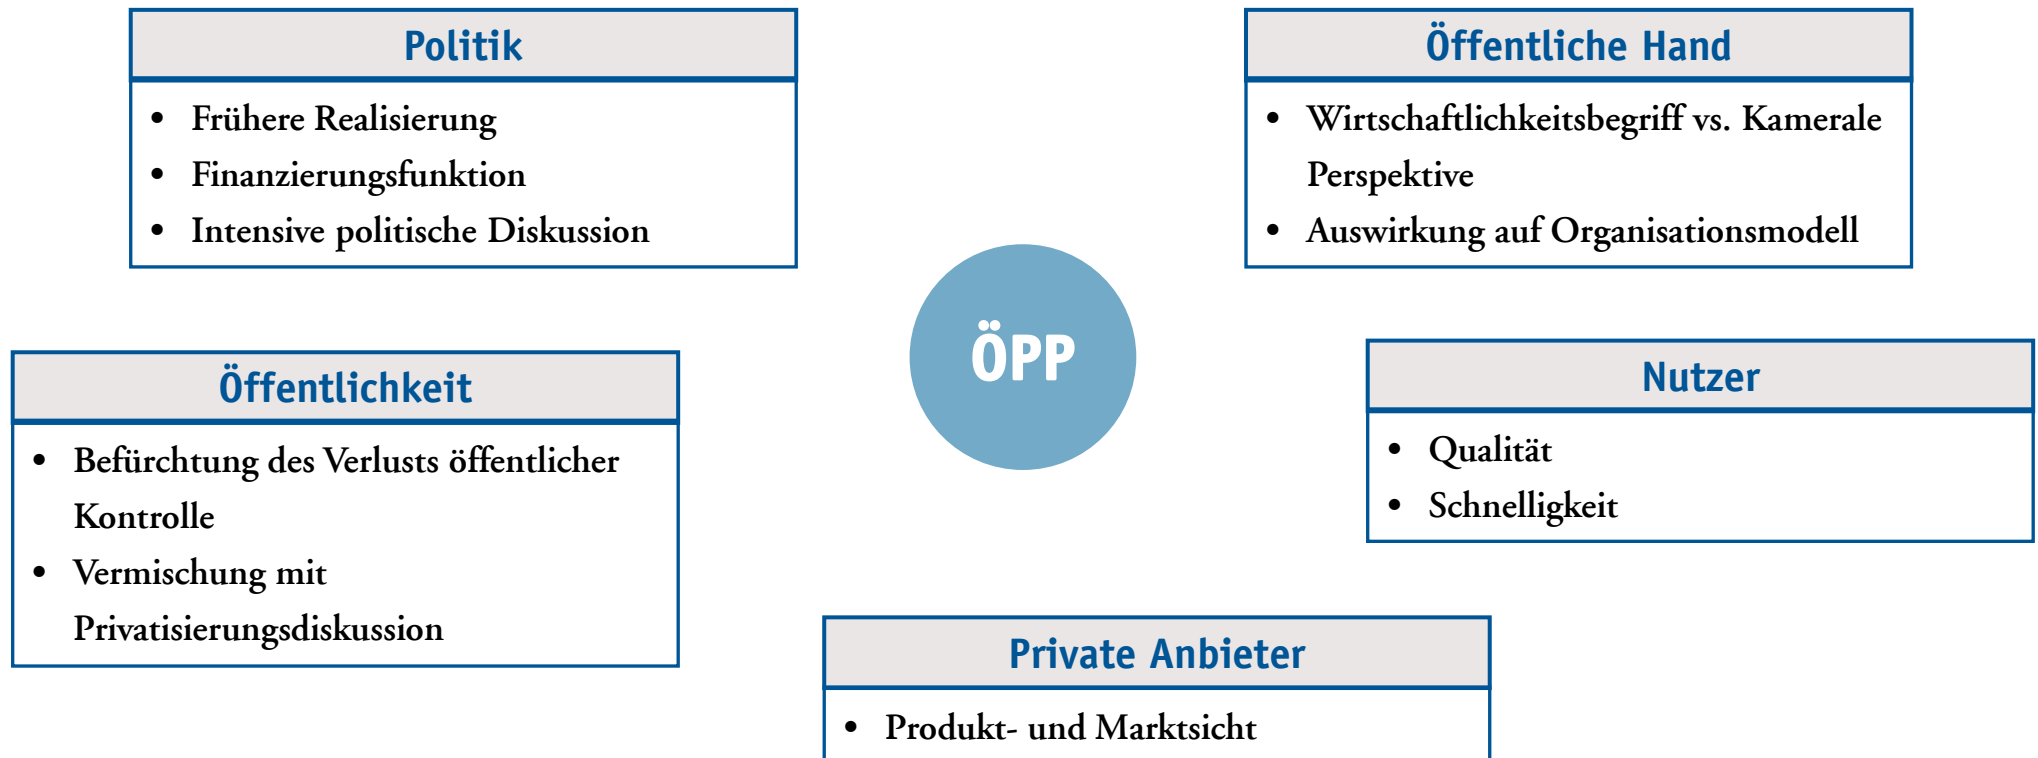 Politik
• Frühere Realisierung
• Finanzierungsfunktion
• Intensive politische Diskussion
Öffentliche Hand
• Wirtschaftlichkeitsbegriff vs. Kamerale
Perspektive
• Auswirkung auf Organisationsmodell
ÖPP
Öffentlichkeit
• Befürchtung des Verlusts öffentlicher
Kontrolle
• Vermischung mit
Privatisierungsdiskussion
Nutzer
• Qualität
• Schnelligkeit
Private Anbieter
• Produkt- und Marktsicht